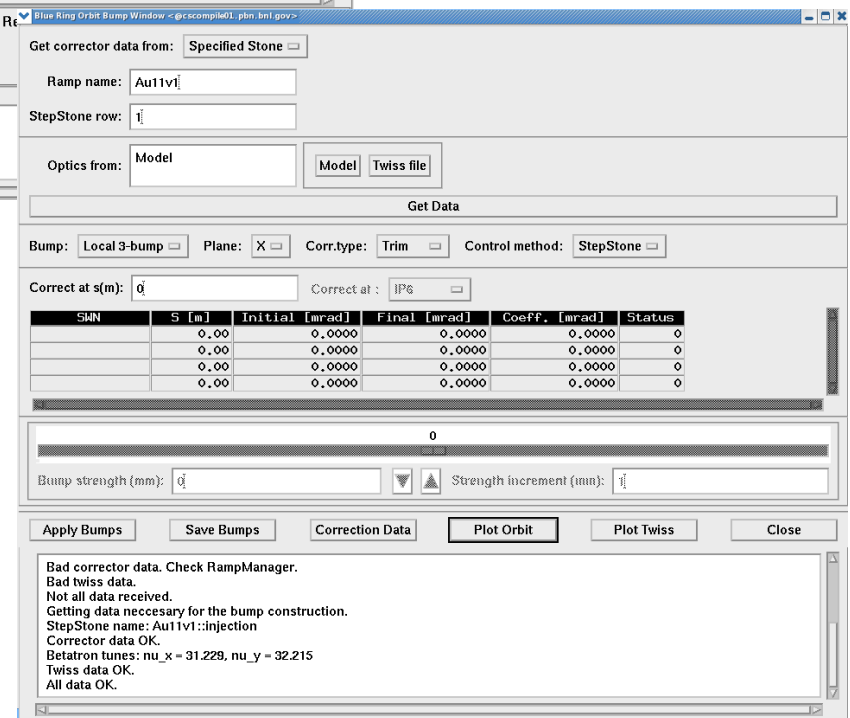 Re
Blue Ring Orbit Bump Window <@cscompile01.pbn.bnl.gov>
Get corrector data from: Specified Stone
Ramp name: Au11v1
StepStone row: 1
Optics from: Model Model Twiss file
Get Data
Bump: Local 3-bump Plane: X Corr.type: Trim Control method: StepStone
Correct at s(m): 0 Correct at : IP6
SWN S [m] Initial [mrad] Final [mrad] Coeff. [mrad] Status
0.00 0.0000 0.0000 0.0000 0
0.00 0.0000 0.0000 0.0000 0
0.00 0.0000 0.0000 0.0000 0
0.00 0.0000 0.0000 0.0000 0
0
Bump strength (mm): 0 Strength increment (mm): 1
Apply Bumps Save Bumps Correction Data Plot Orbit Plot Twiss Close
Bad corrector data. Check RampManager.
Bad twiss data.
Not all data received.
Getting data neccesary for the bump construction.
StepStone name: Au11v1::injection
Corrector data OK.
Betatron tunes: nu_x = 31.229, nu_y = 32.215
Twiss data OK.
All data OK.